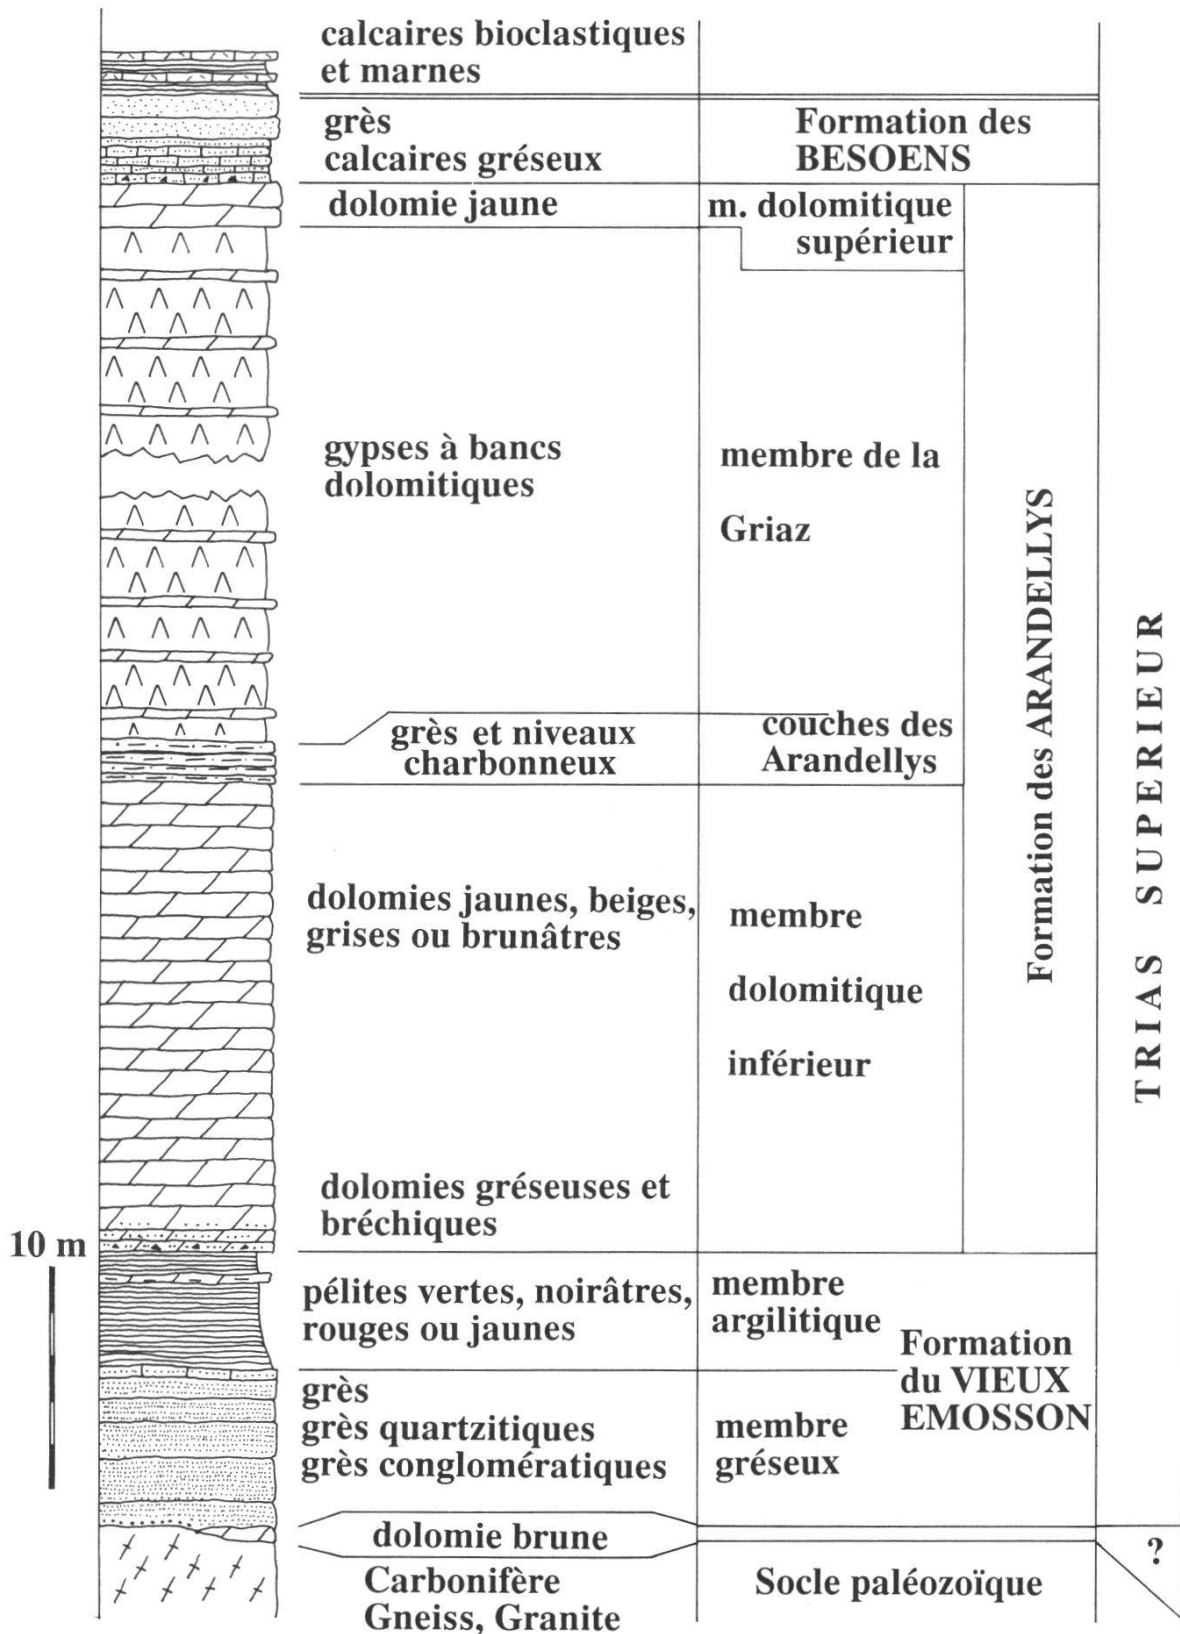 calcaires bioclastiques
et marnes
grès
calcaires gréseux
Formation des
BESOENS
dolomie jaune
m. dolomitique
supérieur
gypses à bancs
dolomitiques
membre de la
Griaz
grès et niveaux
charbonneux
couches des
Arandellys
dolomies jaunes, beiges,
grises ou brunâtres
membre
dolomitique
inférieur
dolomies gréseuses et
bréchiques
Formation des ARANDELLYS
TRIAS SUPERIEUR
10 m
pélites vertes, noirâtres,
rouges ou jaunes
membre
argilitique
Formation
du VIEUX
EMOSSON
grès
grès quartzitiques
grès conglomératiques
membre
gréseux
dolomie brune
?
Carbonifère
Gneiss, Granite
Socle paléozoïque